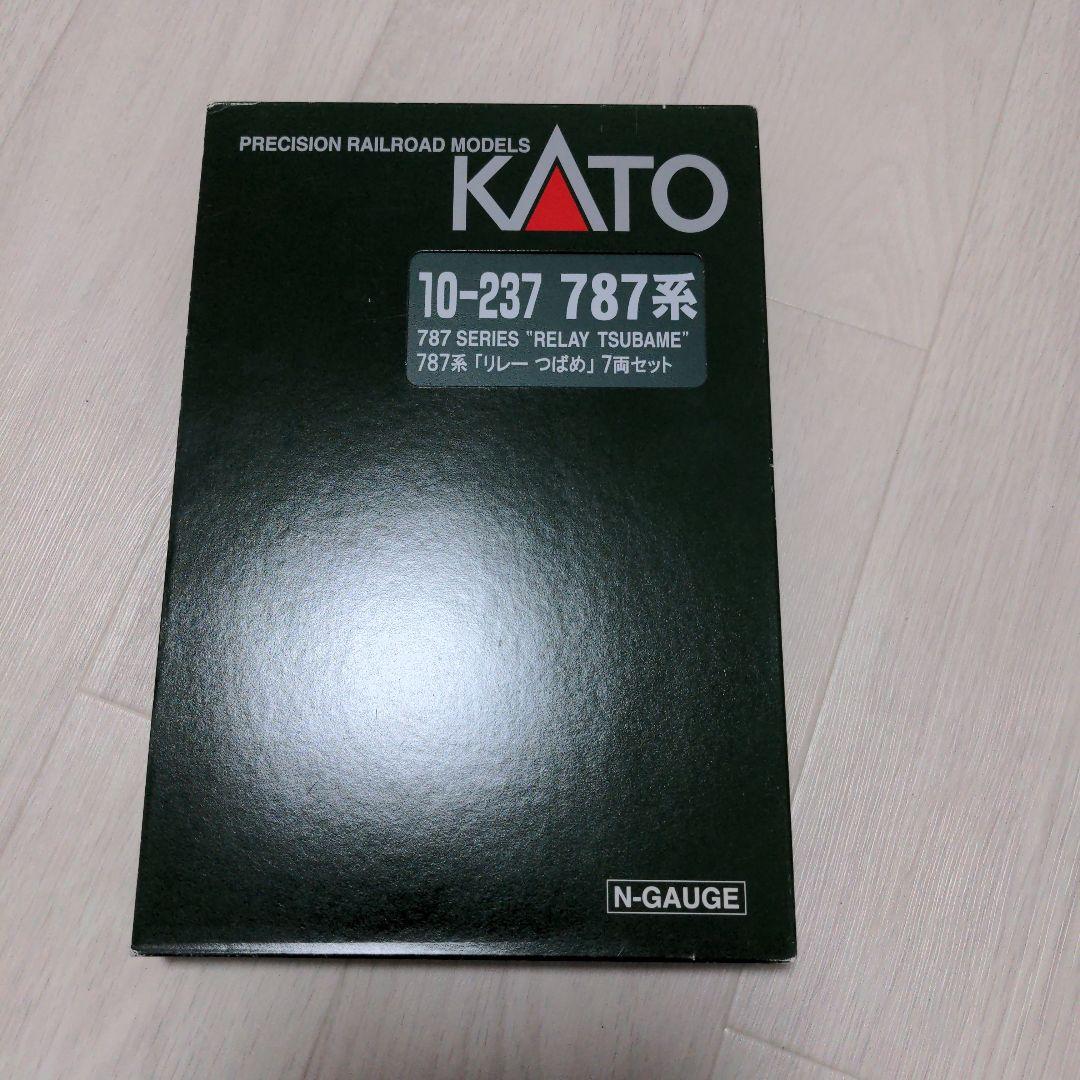 PRECISION RAILROAD MODELS
KATO
10-237 787系
787 SERIES "RELAY TSUBAME"
787系「リレー つばめ」7両セット
N-GAUGE